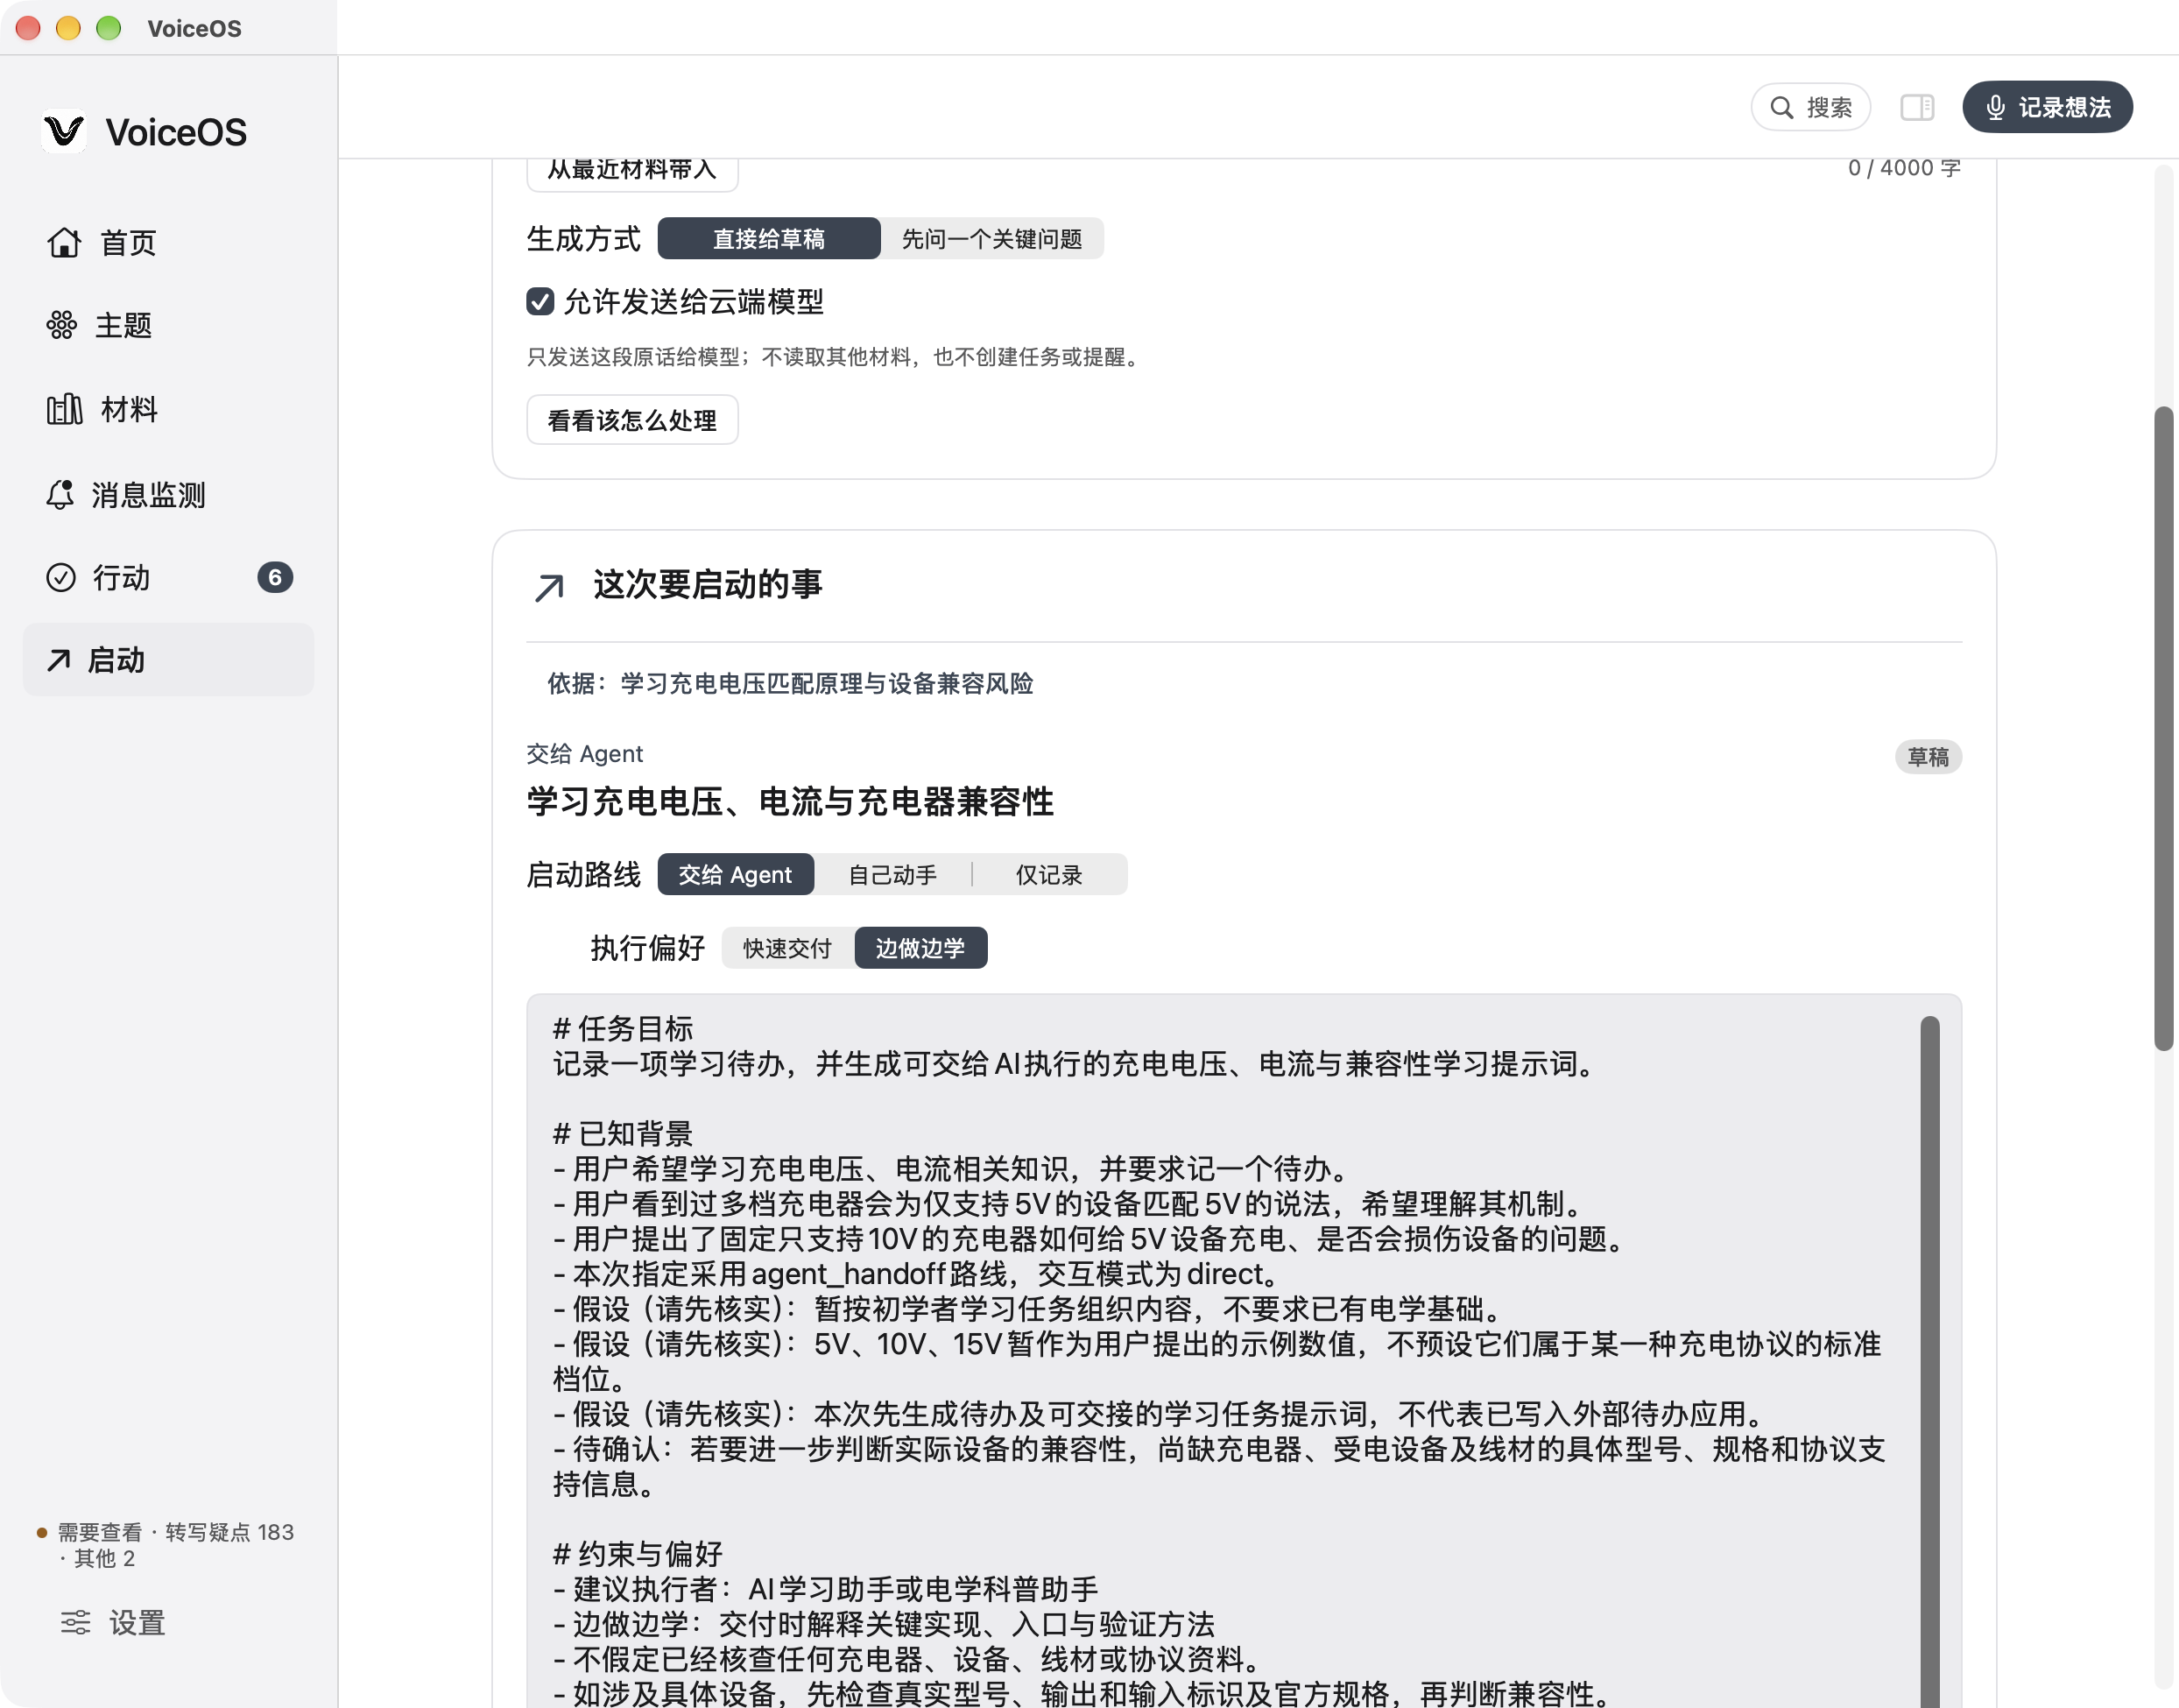 VoiceOS
VoiceOS
首页
主题
材料
消息监测
行动 6
启动
需要查看 · 转写疑点 183
· 其他 2
设置
搜索
记录想法
从最近材料带入
0 / 4000 字
生成方式 直接给草稿 先问一个关键问题
允许发送给云端模型
只发送这段原话给模型；不读取其他材料，也不创建任务或提醒。
看看该怎么处理
这次要启动的事
依据：学习充电电压匹配原理与设备兼容风险
交给 Agent
草稿
学习充电电压、电流与充电器兼容性
启动路线 交给 Agent 自己动手 仅记录
执行偏好 快速交付 边做边学
# 任务目标
记录一项学习待办，并生成可交给AI执行的充电电压、电流与兼容性学习提示词。
# 已知背景
- 用户希望学习充电电压、电流相关知识，并要求记一个待办。
- 用户看到过多档充电器会为仅支持5V的设备匹配5V的说法，希望理解其机制。
- 用户提出了固定只支持10V的充电器如何给5V设备充电、是否会损伤设备的问题。
- 本次指定采用agent_handoff路线，交互模式为direct。
- 假设（请先核实）：暂按初学者学习任务组织内容，不要求已有电学基础。
- 假设（请先核实）：5V、10V、15V暂作为用户提出的示例数值，不预设它们属于某一种充电协议的标准
档位。
- 假设（请先核实）：本次先生成待办及可交接的学习任务提示词，不代表已写入外部待办应用。
- 待确认：若要进一步判断实际设备的兼容性，尚缺充电器、受电设备及线材的具体型号、规格和协议支
持信息。
# 约束与偏好
- 建议执行者：AI学习助手或电学科普助手
- 边做边学：交付时解释关键实现、入口与验证方法
- 不假定已经核查任何充电器、设备、线材或协议资料。
- 如涉及具体设备，先检查真实型号、输出和输入标识及官方规格，再判断兼容性。